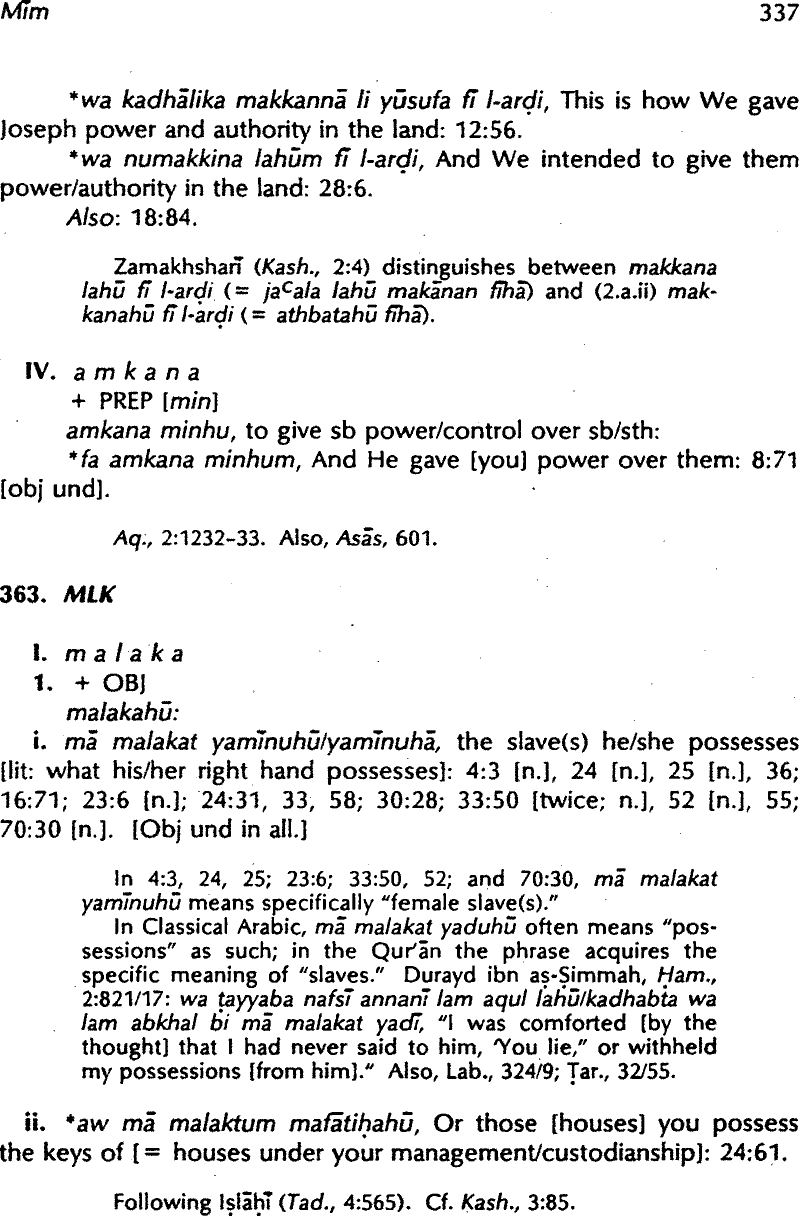 Mīm 337
*wa kadhālika makkannā li yūsufa fī l-arḍi, This is how We gave
Joseph power and authority in the land: 12:56.
*wa numakkina lahūm fī l-arḍi, And We intended to give them
power/authority in the land: 28:6.
Also: 18:84.
Zamakhsharī (Kash., 2:4) distinguishes between makkana
lahū fī l-arḍi (= jaᶜala lahū makānan fīhā) and (2.a.ii) mak-
kanahū fī l-arḍi (= athbatahū fīhā).
IV. a m k a n a
+ PREP [min]
amkana minhu, to give sb power/control over sb/sth:
*fa amkana minhum, And He gave [you] power over them: 8:71
[obj und].
Aq., 2:1232-33. Also, Asās, 601.
363. MLK
I. m a l a k a
1. + OBJ
malakahū:
i. mā malakat yamīnuhū/yamīnuhā, the slave(s) he/she possesses
[lit: what his/her right hand possesses]: 4:3 [n.], 24 [n.], 25 [n.], 36;
16:71; 23:6 [n.]; 24:31, 33, 58; 30:28; 33:50 [twice; n.], 52 [n.], 55;
70:30 [n.]. [Obj und in all.]
In 4:3, 24, 25; 23:6; 33:50, 52; and 70:30, mā malakat
yamīnuhū means specifically "female slave(s)."
In Classical Arabic, mā malakat yaduhū often means "pos-
sessions" as such; in the Qur'ān the phrase acquires the
specific meaning of "slaves." Durayd ibn aṣ-Ṣimmah, Ḥam.,
2:821/17: wa ṭayyaba nafsī annanī lam aqul lahū/kadhabta wa
lam abkhal bi mā malakat yadī, "I was comforted [by the
thought] that I had never said to him, 'You lie," or withheld
my possessions [from him]." Also, Lab., 324/9; Ṭar., 32/55.
ii. *aw mā malaktum mafātiḥahū, Or those [houses] you possess
the keys of [= houses under your management/custodianship]: 24:61.
Following Iṣlāḥī (Tad., 4:565). Cf. Kash., 3:85.